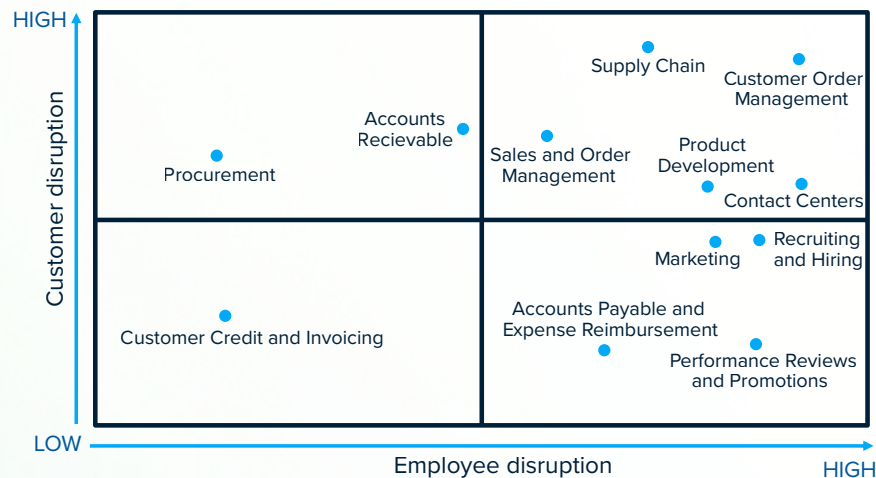 HIGH
Customer disruption
Supply Chain
Customer Order
Management
Accounts
Recievable
Sales and Order
Management
Product
Development
Procurement
Contact Centers
Marketing
Recruiting
and Hiring
Customer Credit and Invoicing
Accounts Payable and
Expense Reimbursement
Performance Reviews
and Promotions
LOW
Employee disruption
HIGH